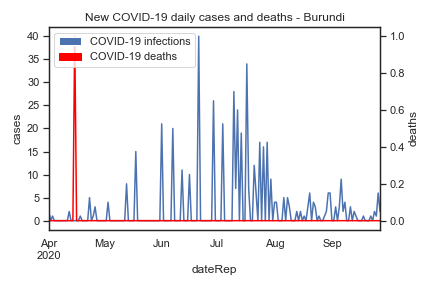 New COVID-19 daily cases and deaths - Burundi
COVID-19 infections
COVID-19 deaths
40
35
30
25
20
15
10
5
0
cases
1.0
0.8
0.6
0.4
0.2
0.0
deaths
Apr May Jun Jul Aug Sep
2020
dateRep